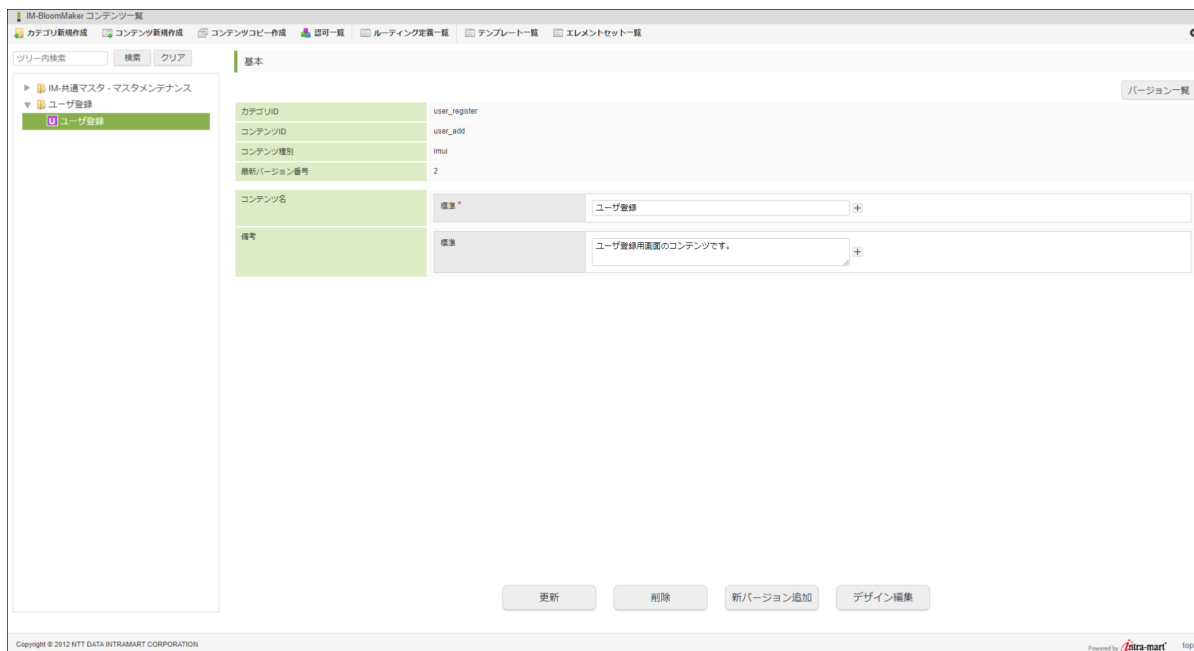 IM-BloomMaker コンテンツ一覧
カテゴリ新規作成 コンテンツ新規作成 コンテンツコピー作成 認可一覧 ルーティング定義一覧 テンプレート一覧 エレメントセット一覧
ツリー内検索 検索 クリア
基本
IM-共通マスタ - マスタメンテナンス
バージョン一覧
ユーザ登録
U ユーザ登録
カテゴリID user_register
コンテンツID user_add
コンテンツ種別 imui
最新バージョン番号 2
コンテンツ名 標準 * ユーザ登録
備考 標準 ユーザ登録用画面のコンテンツです。
更新 削除 新バージョン追加 デザイン編集
Copyright © 2012 NTT DATA INTRAMART CORPORATION
Powered by intra-mart top